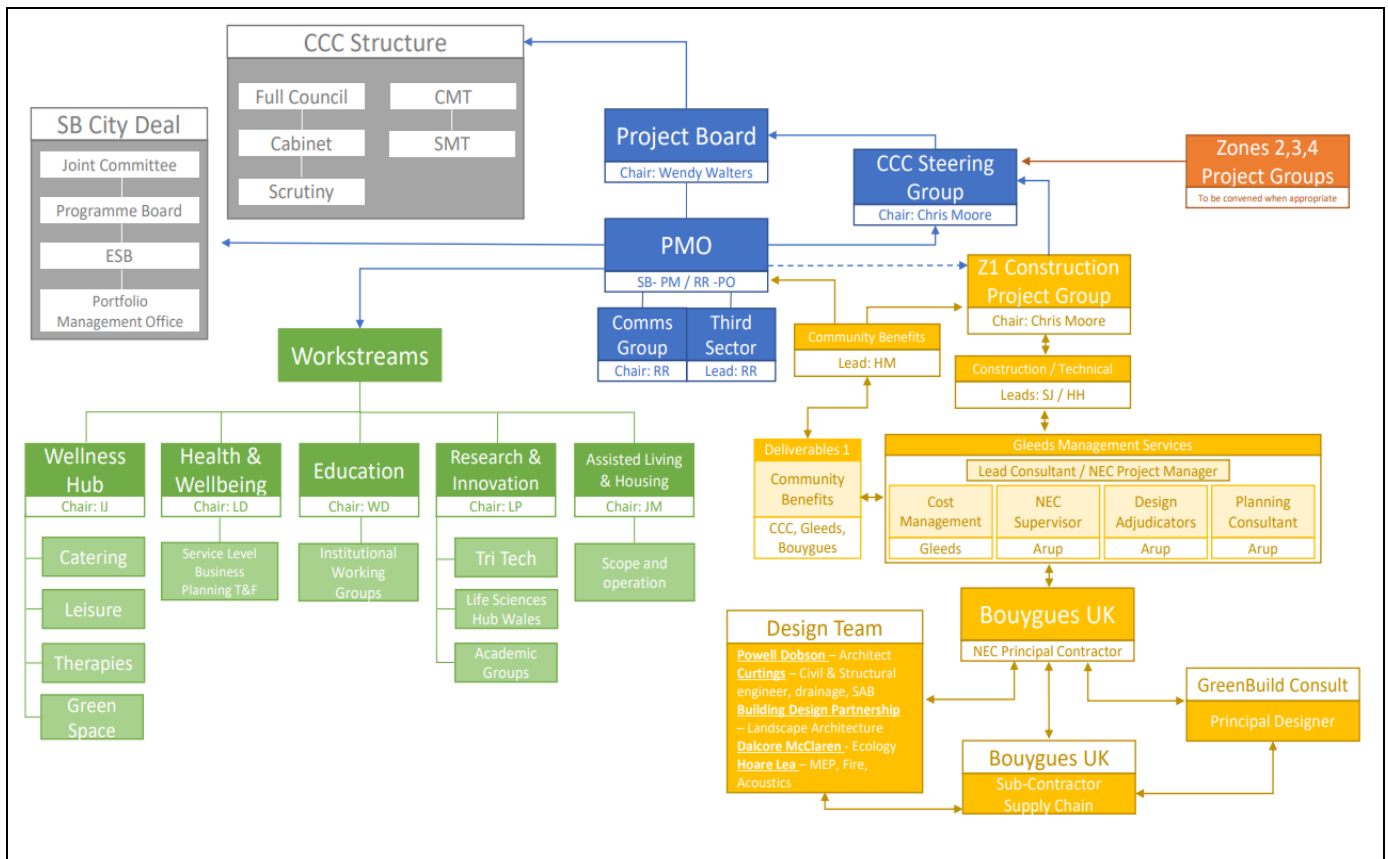 CCC Structure
Full Council
Cabinet
Scrutiny
CMT
SMT
SB City Deal
Joint Committee
Programme Board
ESB
Portfolio
Management Office
Project Board
Chair: Wendy Walters
CCC Steering
Group
Chair: Chris Moore
Zones 2,3,4
Project Groups
To be convened when appropriate
PMO
SB- PM / RR -PO
Comms
Group
Chair: RR
Third
Sector
Lead: RR
Z1 Construction
Project Group
Chair: Chris Moore
Community Benefits
Lead: HM
Construction / Technical
Leads: SJ / HH
Workstreams
Wellness
Hub
Chair: IJ
Catering
Leisure
Therapies
Green
Space
Health &
Wellbeing
Chair: LD
Service Level
Business
Planning T&F
Education
Chair: WD
Institutional
Working
Groups
Research &
Innovation
Chair: LP
Tri Tech
Life Sciences
Hub Wales
Academic
Groups
Assisted Living
& Housing
Chair: JM
Scope and
operation
Deliverables 1
Community
Benefits
CCC, Gleeds,
Bouygues
Gleeds Management Services
Lead Consultant / NEC Project Manager
Cost
Management
Gleeds
NEC
Supervisor
Arup
Design
Adjudicators
Arup
Planning
Consultant
Arup
Bouygues UK
NEC Principal Contractor
Design Team
Powell Dobson – Architect
Curtings – Civil & Structural
engineer, drainage, SAB
Building Design Partnership
– Landscape Architecture
Dalcore McClaren - Ecology
Hoare Lea – MEP, Fire,
Acoustics
GreenBuild Consult
Principal Designer
Bouygues UK
Sub-Contractor
Supply Chain